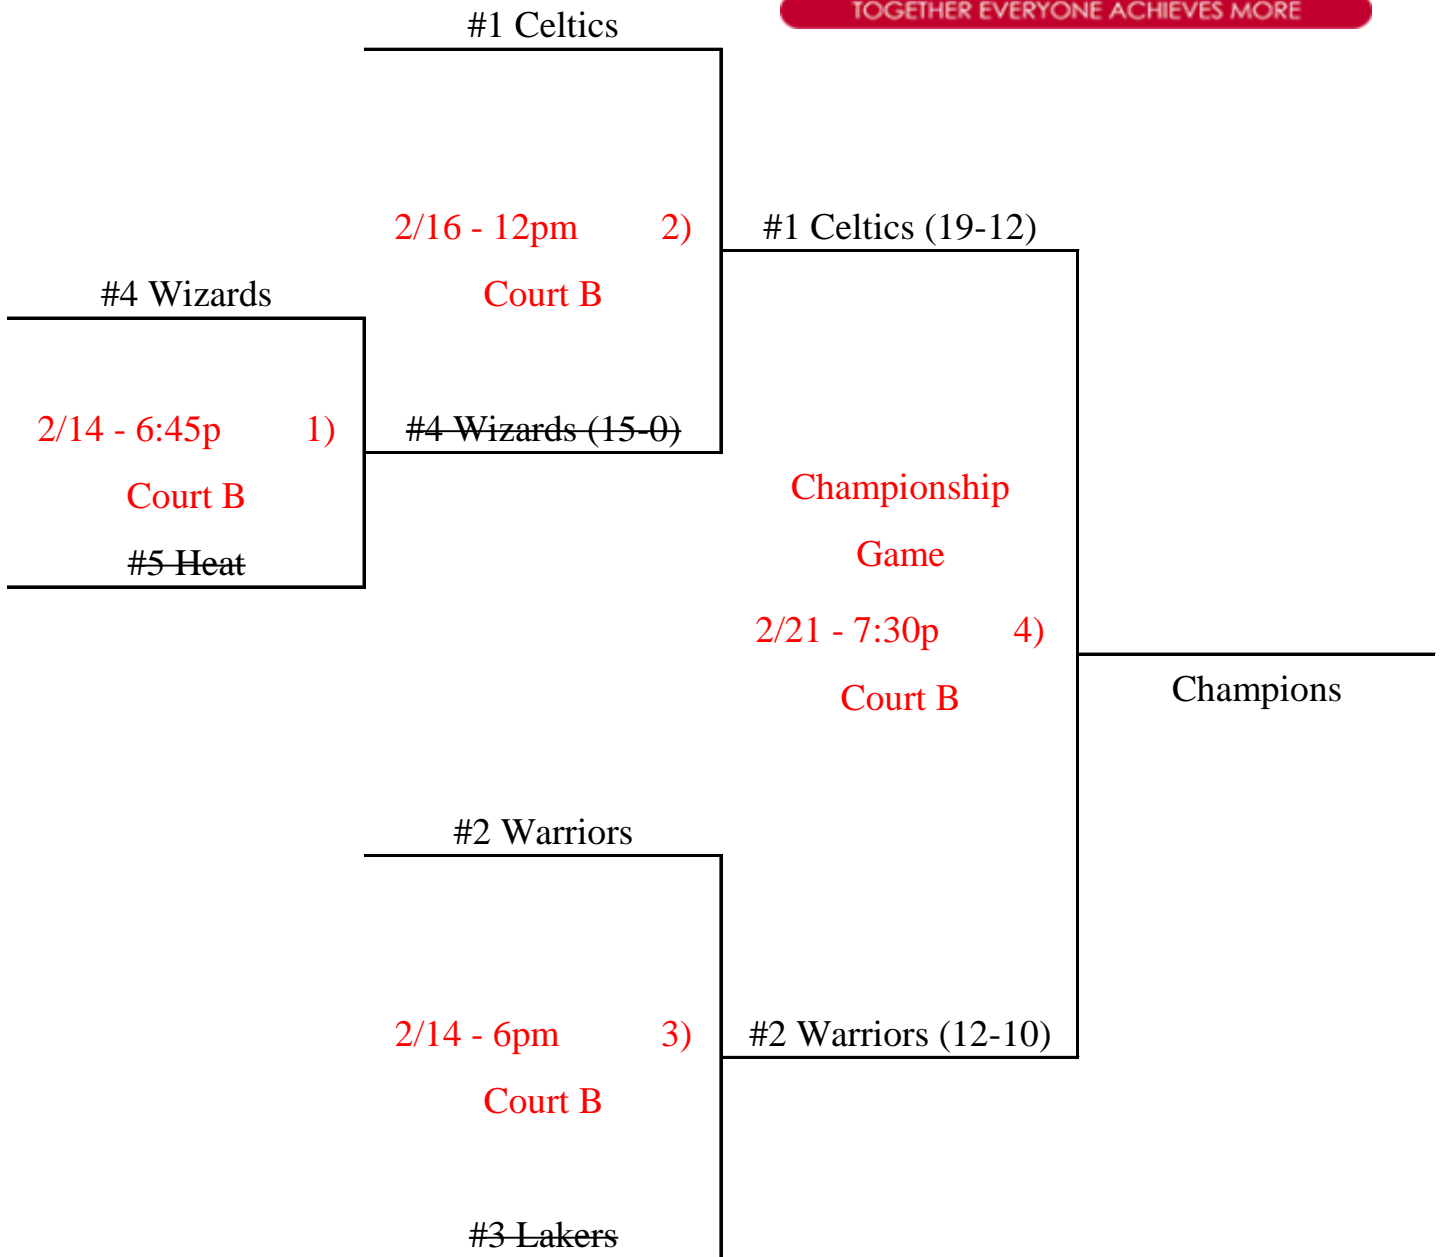 TOGETHER EVERYONE ACHIEVES MORE
#1 Celtics
2/16 - 12pm 2)
#1 Celtics (19-12)
Court B
#4 Wizards
2/14 - 6:45p 1)
#4 Wizards (15-0)
Court B
#5 Heat
Championship
Game
2/21 - 7:30p 4)
Court B
Champions
#2 Warriors
2/14 - 6pm 3)
#2 Warriors (12-10)
Court B
#3 Lakers